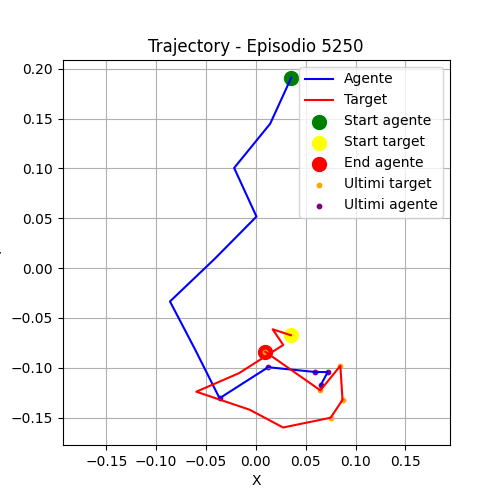 Trajectory - Episodio 5250
Agente
Target
Start agente
Start target
End agente
Ultimi target
Ultimi agente
0.20
0.15
0.10
0.05
0.00
−0.05
−0.10
−0.15
−0.15 −0.10 −0.05 0.00 0.05 0.10 0.15
X